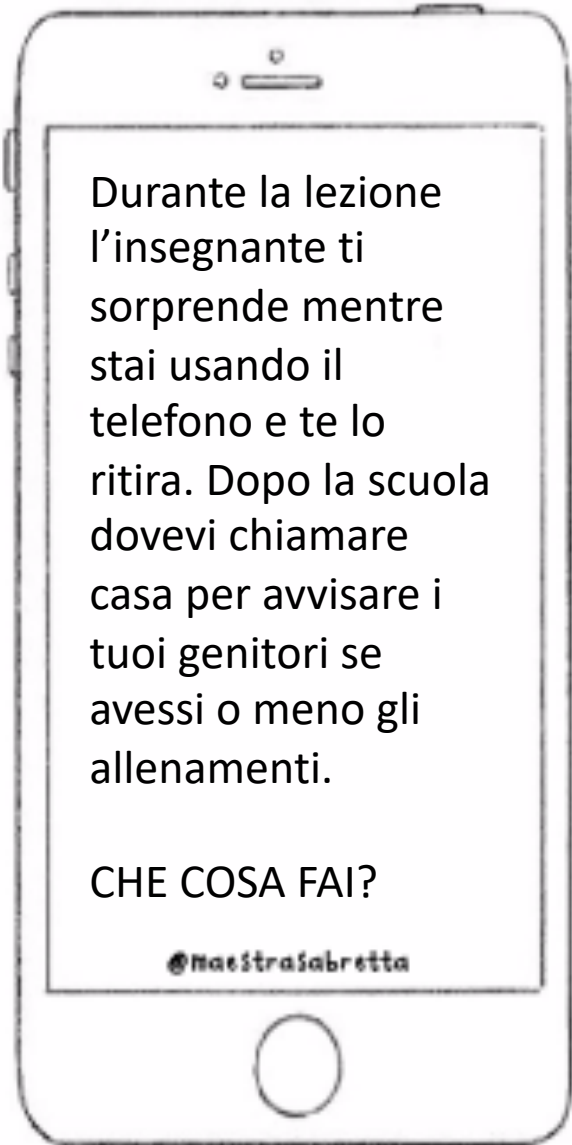 Durante la lezione
l’insegnante ti
sorprende mentre
stai usando il
telefono e te lo
ritira. Dopo la scuola
dovevi chiamare
casa per avvisare i
tuoi genitori se
avessi o meno gli
allenamenti.
CHE COSA FAI?
@maestrasabretta